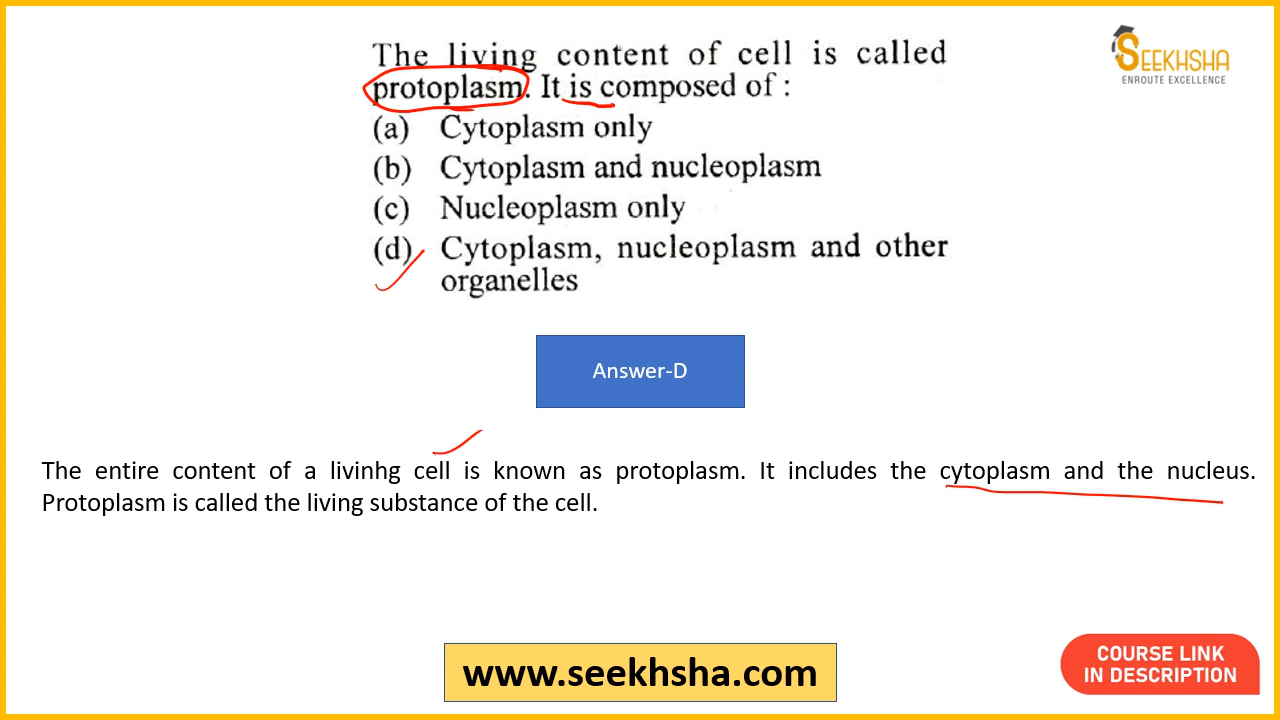 The living content of cell is called
protoplasm. It is composed of :
(a) Cytoplasm only
(b) Cytoplasm and nucleoplasm
(c) Nucleoplasm only
(d) Cytoplasm, nucleoplasm and other
organelles
SEEKHSHA
ENROUTE EXCELLENCE
Answer-D
The entire content of a livinhg cell is known as protoplasm. It includes the cytoplasm and the nucleus.
Protoplasm is called the living substance of the cell.
www.seekhsha.com
COURSE LINK
IN DESCRIPTION